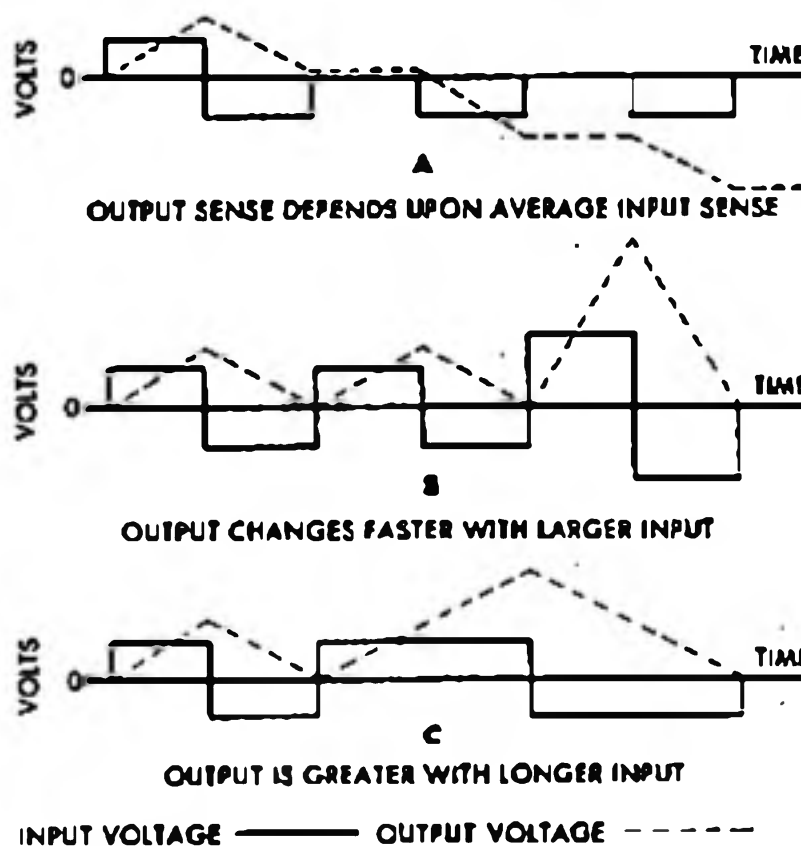 VOLTS
0
TIME
A
OUTPUT SENSE DEPENDS UPON AVERAGE INPUT SENSE
VOLTS
0
TIME
B
OUTPUT CHANGES FASTER WITH LARGER INPUT
VOLTS
0
TIME
C
OUTPUT IS GREATER WITH LONGER INPUT
INPUT VOLTAGE OUTPUT VOLTAGE